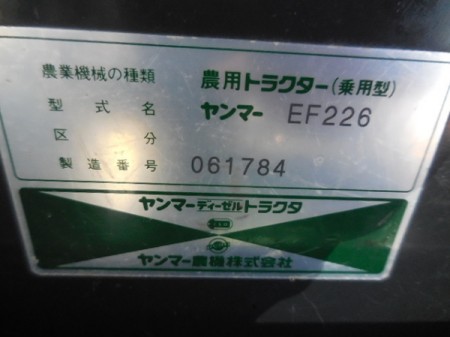 農業機械の種類 農用トラクター(乗用型)
型式名 ヤンマー EF226
区分
製造番号 061784
ヤンマーディーゼルトラクタ
ヤンマー農機株式会社